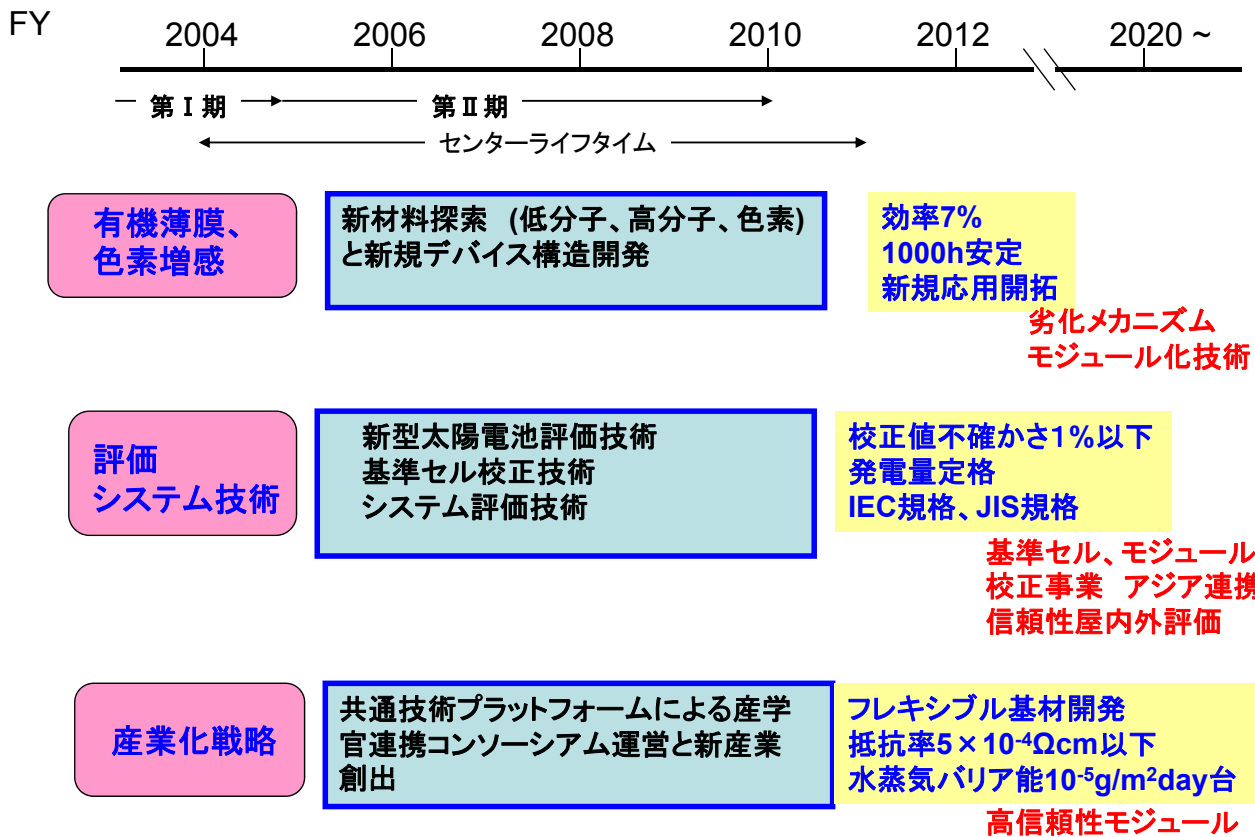 FY
2004 2006 2008 2010 2012 2020 ~
第Ⅰ期 第Ⅱ期
センターライフタイム
有機薄膜、
色素増感
新材料探索 (低分子、高分子、色素)
と新規デバイス構造開発
効率7%
1000h安定
新規応用開拓
劣化メカニズム
モジュール化技術
評価
システム技術
新型太陽電池評価技術
基準セル校正技術
システム評価技術
校正値不確かさ1%以下
発電量定格
IEC規格、JIS規格
基準セル、モジュール
校正事業 アジア連携
信頼性屋内外評価
産業化戦略
共通技術プラットフォームによる産学
官連携コンソーシアム運営と新産業
創出
フレキシブル基材開発
抵抗率5×10⁻⁴Ωcm以下
水蒸気バリア能10⁻⁵g/m²day台
高信頼性モジュール